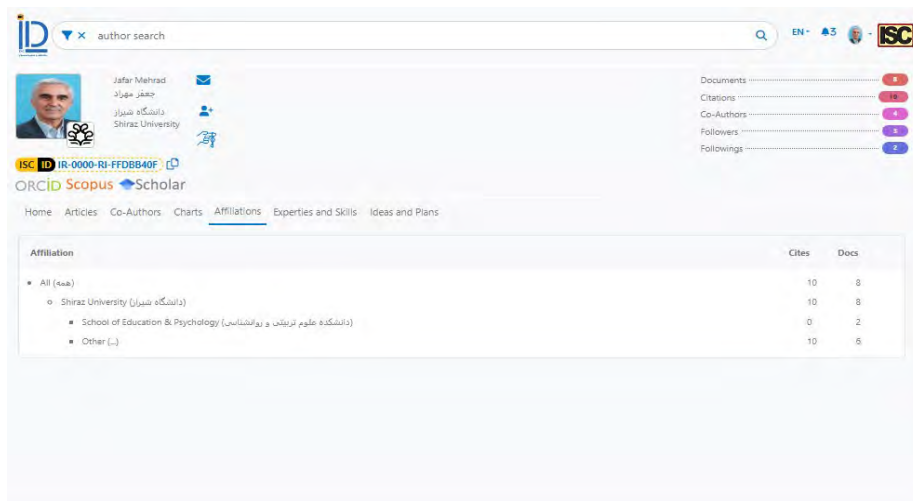 ID
author search
EN
3
ISC
Jafar Mehrad
جعفر مهراد
دانشگاه شیراز
Shiraz University
Documents 8
Citations 10
Co-Authors 4
Followers 3
Followings 2
ISC ID IR-0000-RI-FFDBB40F
ORCiD Scopus Scholar
Home Articles Co-Authors Charts Affiliations Experties and Skills Ideas and Plans
Affiliation Cites Docs
All (همه) 10 8
Shiraz University (دانشگاه شیراز) 10 8
School of Education & Psychology (دانشکده علوم تربیتی و روانشناسی) 0 2
Other (...) 10 6